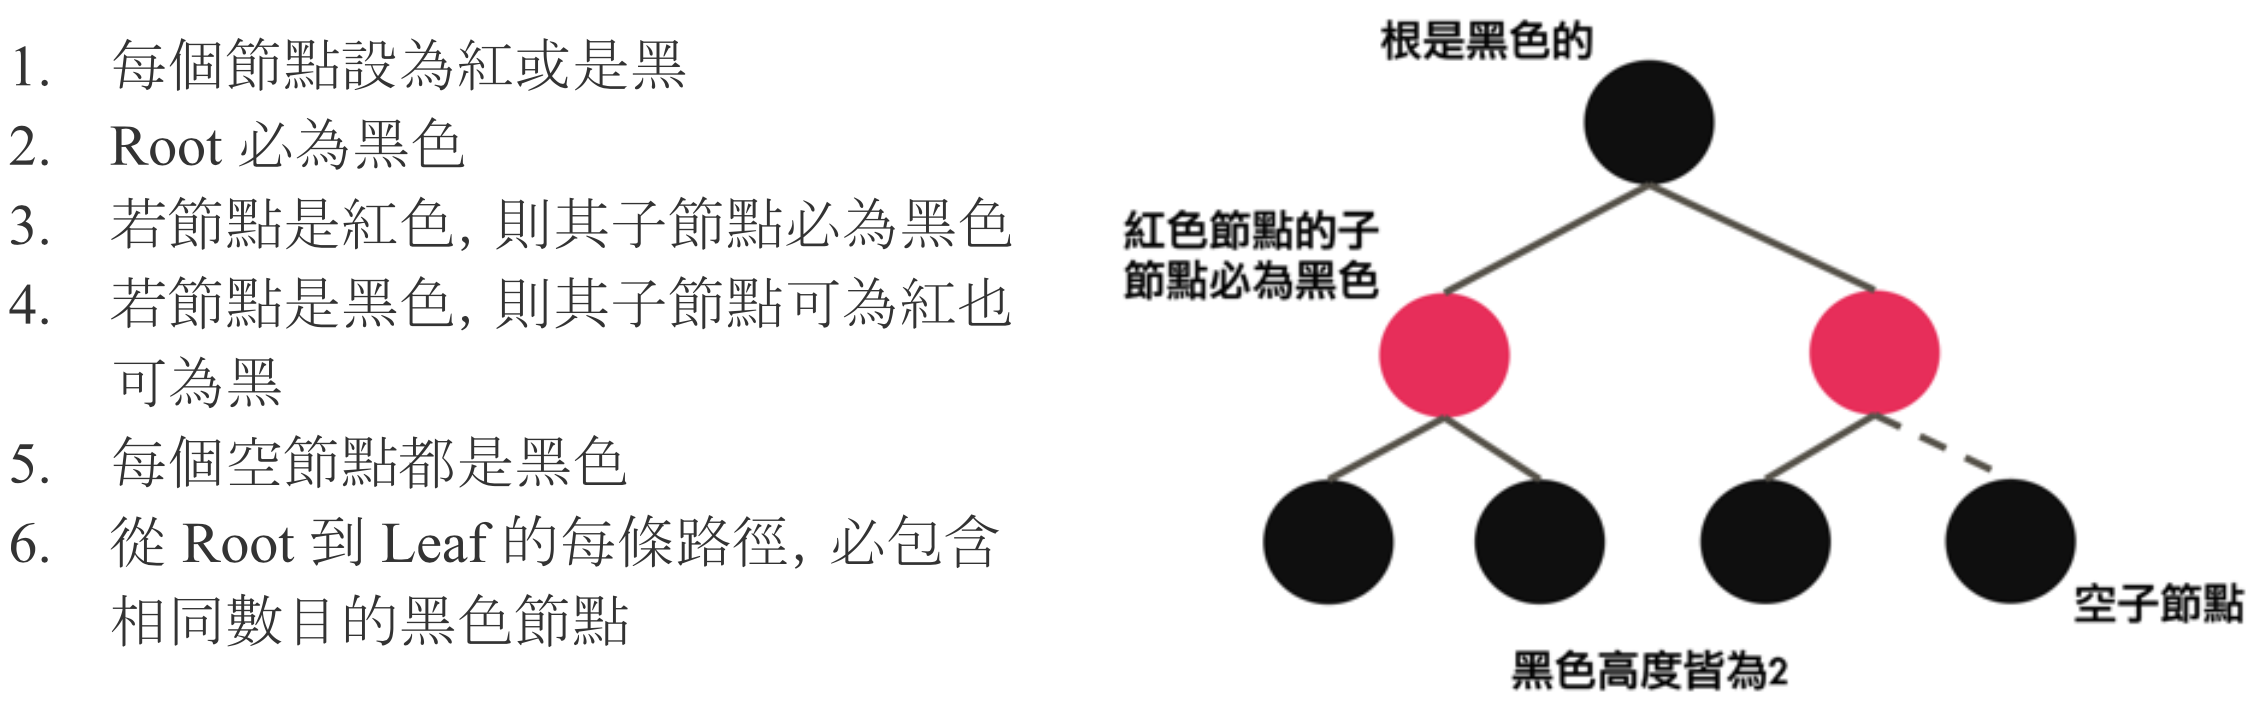 1. 每個節點設為紅或是黑
2. Root 必為黑色
3. 若節點是紅色, 則其子節點必為黑色
4. 若節點是黑色, 則其子節點可為紅也
可為黑
5. 每個空節點都是黑色
6. 從 Root 到 Leaf 的每條路徑, 必包含
相同數目的黑色節點
根是黑色的
紅色節點的子
節點必為黑色
空子節點
黑色高度皆為2